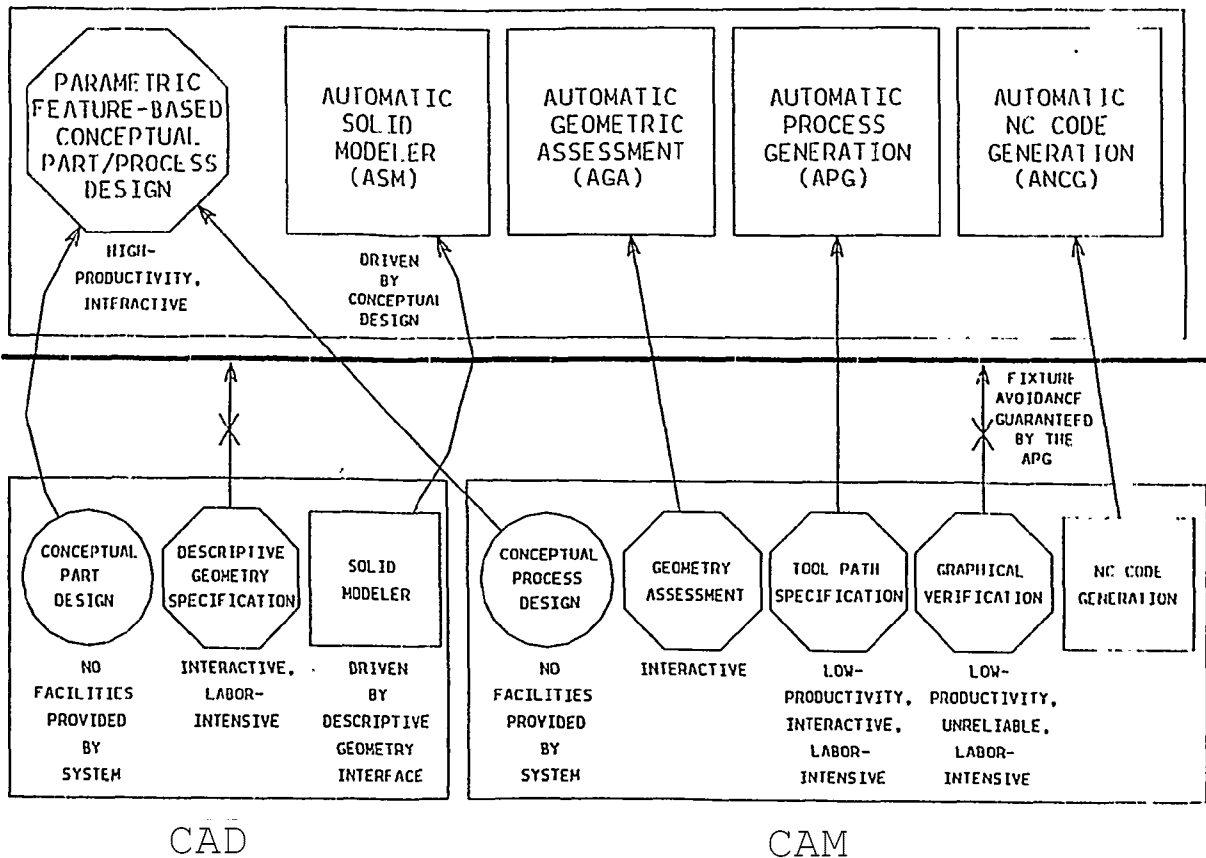 PARAMETRIC
FEATURE-BASED
CONCEPTUAL
PART/PROCESS
DESIGN
HIGH-
PRODUCTIVITY,
INTERACTIVE
AUTOMATIC
SOLID
MODELER
(ASM)
DRIVEN
BY
CONCEPTUAL
DESIGN
AUTOMATIC
GEOMETRIC
ASSESSMENT
(AGA)
AUTOMATIC
PROCESS
GENERATION
(APG)
AUTOMATIC
NC CODE
GENERATION
(ANCG)
FIXTURE
AVOIDANCE
GUARANTEED
BY THE
APG
CONCEPTUAL
PART
DESIGN
NO
FACILITIES
PROVIDED
BY
SYSTEM
DESCRIPTIVE
GEOMETRY
SPECIFICATION
INTERACTIVE,
LABOR-
INTENSIVE
SOLID
MODELER
DRIVEN
BY
DESCRIPTIVE
GEOMETRY
INTERFACE
CONCEPTUAL
PROCESS
DESIGN
NO
FACILITIES
PROVIDED
BY
SYSTEM
GEOMETRY
ASSESSMENT
INTERACTIVE
TOOL PATH
SPECIFICATION
LOW-
PRODUCTIVITY,
INTERACTIVE,
LABOR-
INTENSIVE
GRAPHICAL
VERIFICATION
LOW-
PRODUCTIVITY,
UNRELIABLE,
LABOR-
INTENSIVE
NC CODE
GENERATION
CAD
CAM